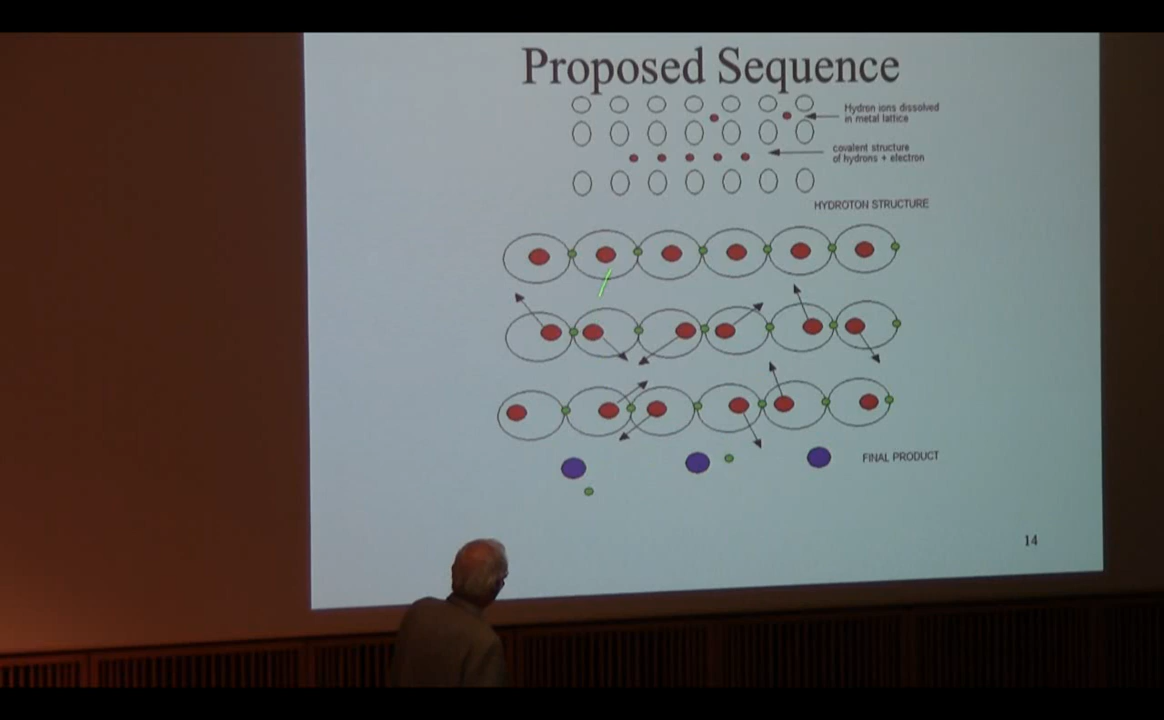 Proposed Sequence
Hydron ions dissolved
in metal lattice
covalent structure
of hydrons + electron
HYDROTON STRUCTURE
FINAL PRODUCT
14